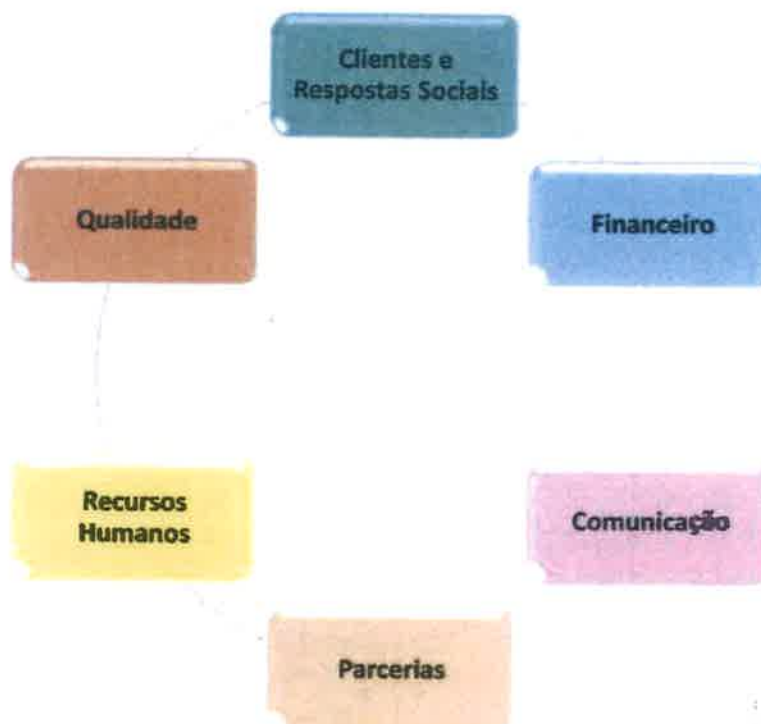 Clientes e
Respostas Sociais
Qualidade
Financeiro
Recursos
Humanos
Comunicação
Parcerias